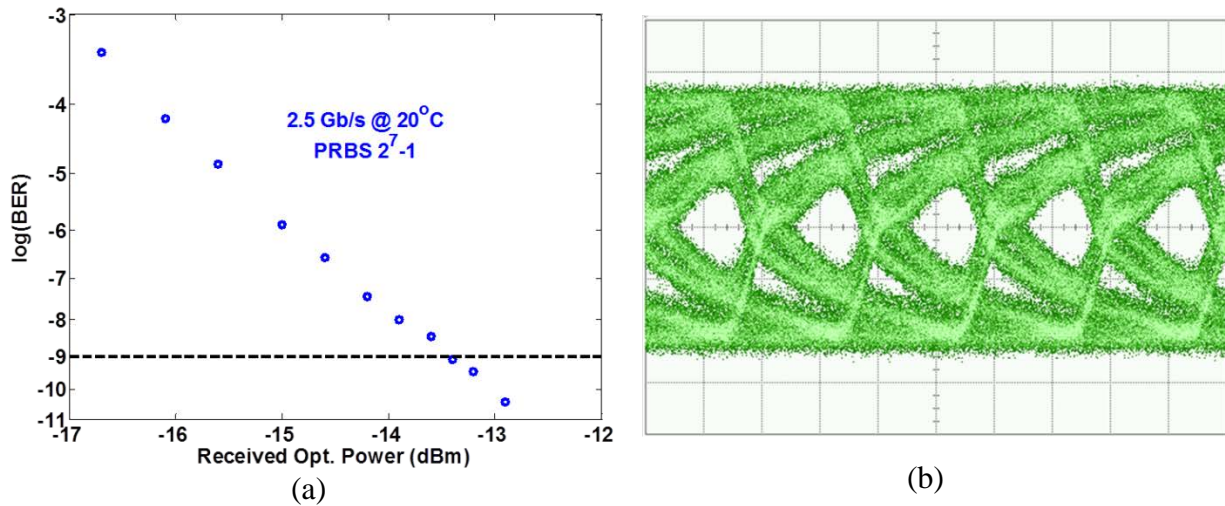 -3
-4
-5
-6
-7
-8
-9
-10
-11
log(BER)
2.5 Gb/s @ 20°C
PRBS 2⁷-1
-17 -16 -15 -14 -13 -12
Received Opt. Power (dBm)
(a)
(b)